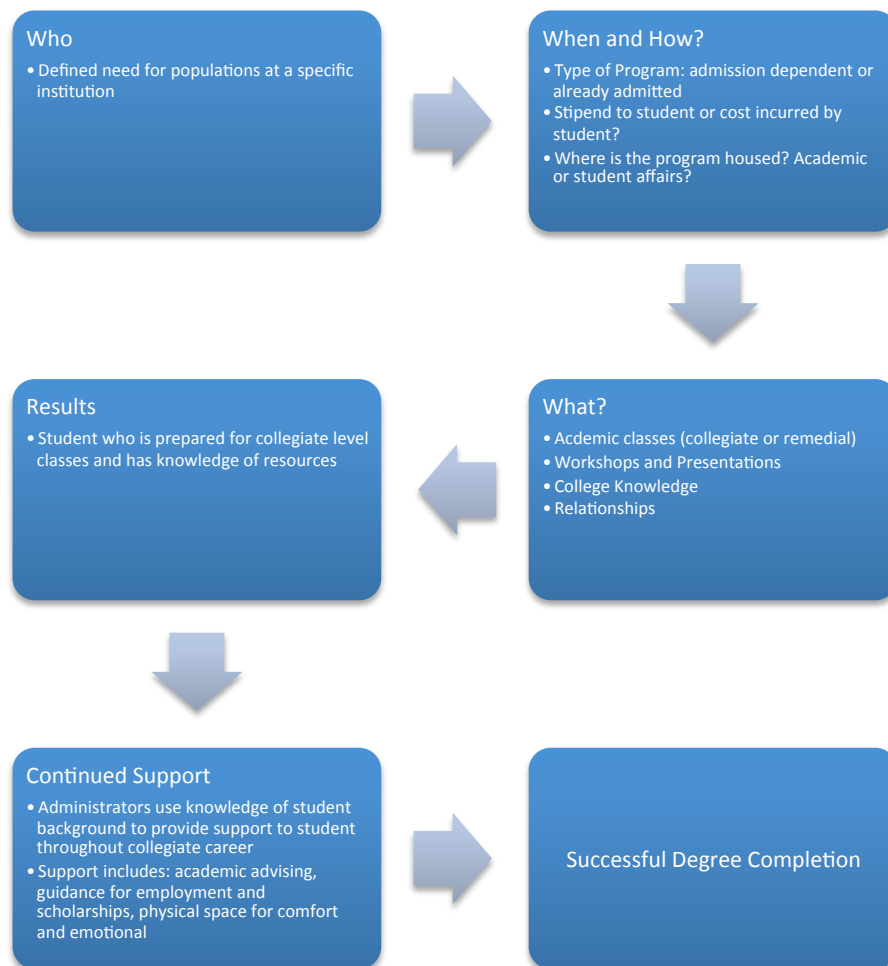 Who
• Defined need for populations at a specific
institution
When and How?
• Type of Program: admission dependent or
already admitted
• Stipend to student or cost incurred by
student?
• Where is the program housed? Academic
or student affairs?
What?
• Acdemic classes (collegiate or remedial)
• Workshops and Presentations
• College Knowledge
• Relationships
Results
• Student who is prepared for collegiate level
classes and has knowledge of resources
Continued Support
• Administrators use knowledge of student
background to provide support to student
throughout collegiate career
• Support includes: academic advising,
guidance for employment and
scholarships, physical space for comfort
and emotional
Successful Degree Completion